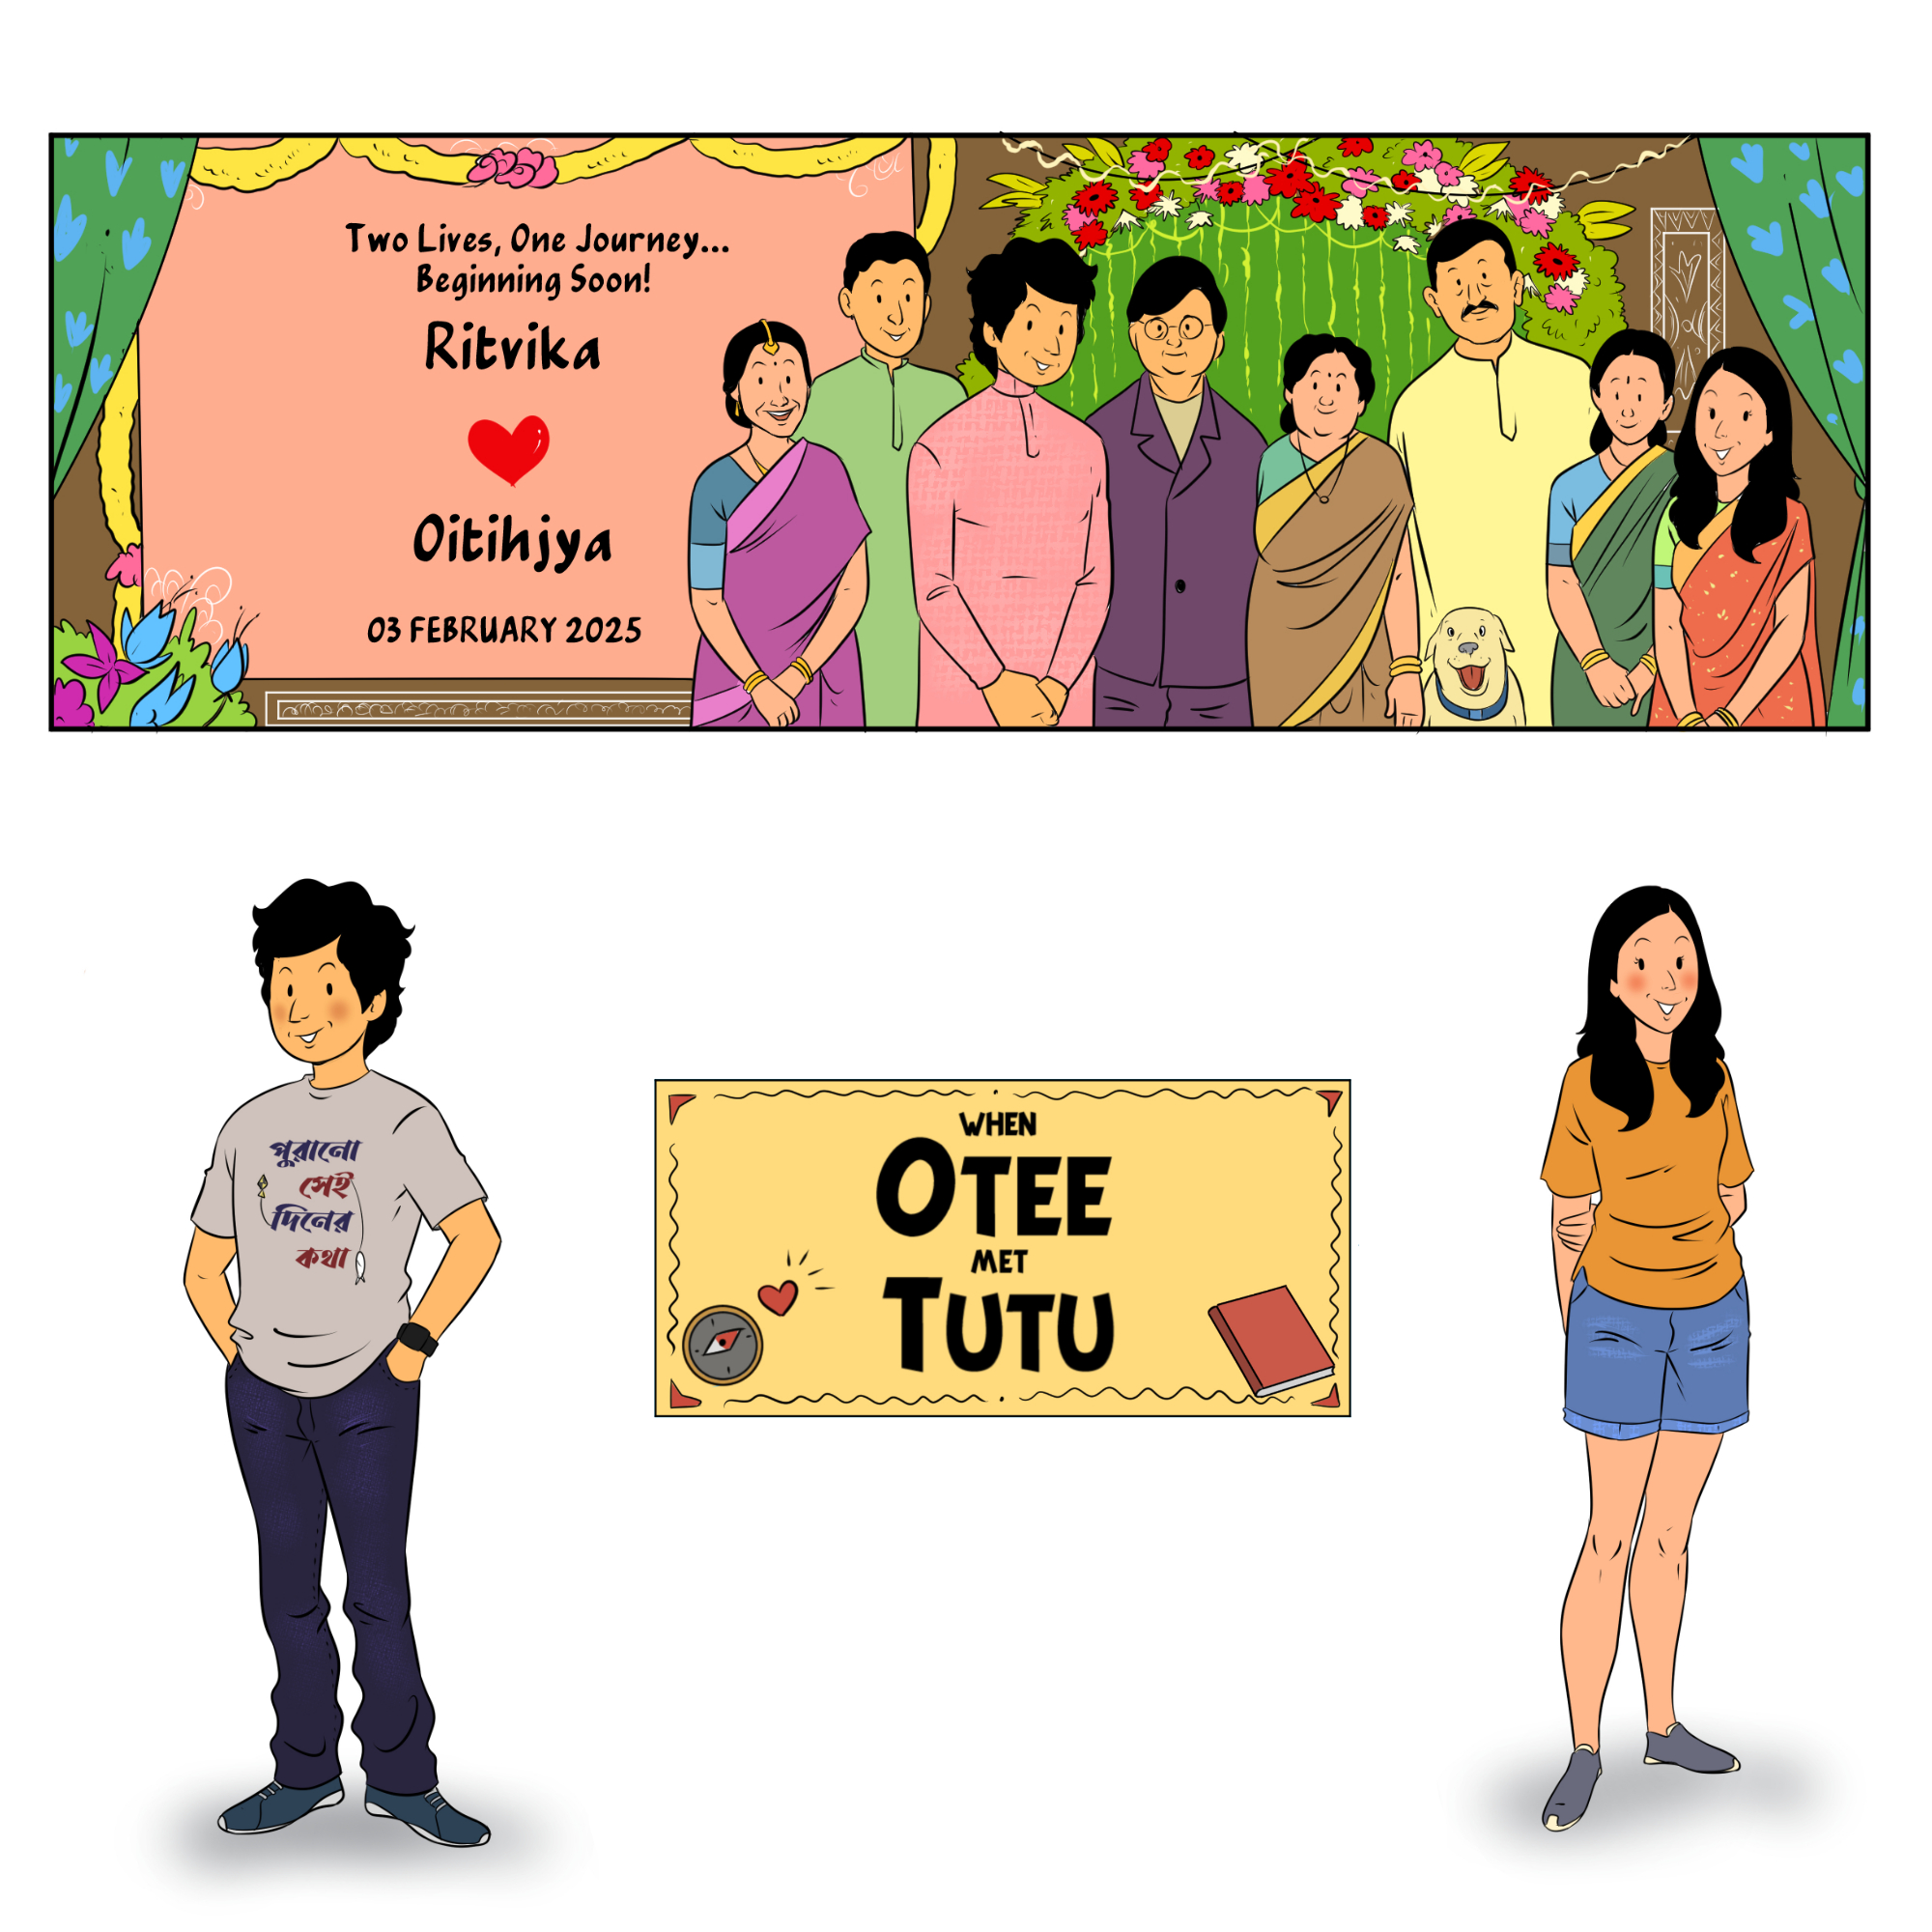 Two Lives, One Journey...
Beginning Soon!
Ritvika
Oitihjya
03 FEBRUARY 2025
পুরানো
সেই
দিনের
কথা
WHEN
OTEE
MET
TUTU